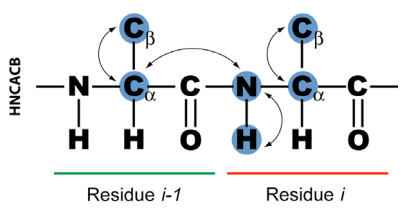 HNCACB
Cβ Cβ
N Cα C N Cα C
H H O H H O
Residue i-1 Residue i